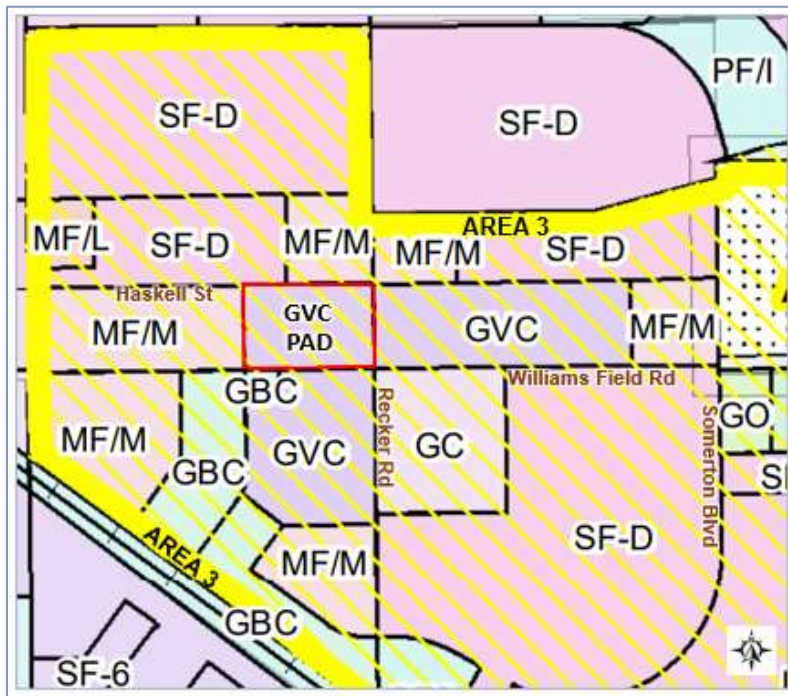 PF/I
SF-D
SF-D
AREA 3
MF/L
SF-D
MF/M
MF/M
SF-D
Haskell St
MF/M
GVC
PAD
GVC
MF/M
Williams Field Rd
GBC
MF/M
GBC
GVC
Recker Rd
GC
Somerton Blvd
GO
AREA 3
MF/M
SF-D
GBC
SF-6